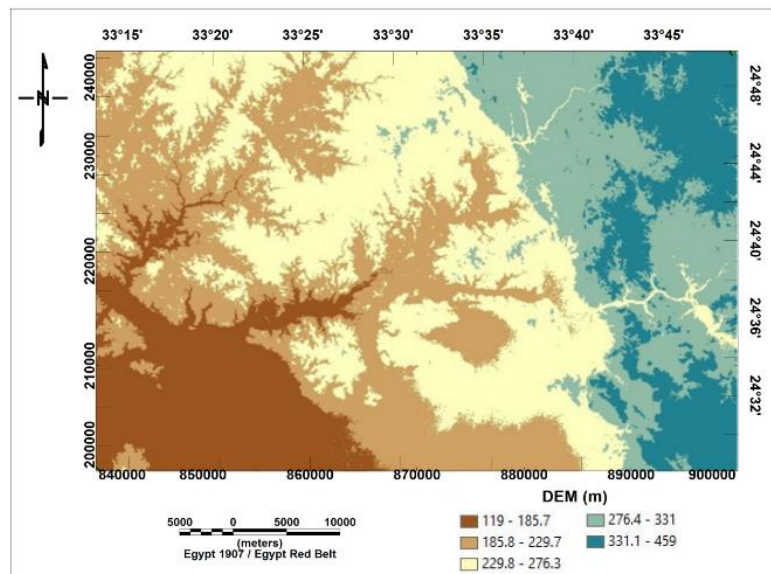 33°15' 33°20' 33°25' 33°30' 33°35' 33°40' 33°45'
N
240000
230000
220000
210000
200000
24°48'
24°44'
24°40'
24°36'
24°32'
840000 850000 860000 870000 880000 890000 900000
DEM (m)
5000 0 5000 10000
(meters)
Egypt 1907 / Egypt Red Belt
119 - 185.7
185.8 - 229.7
229.8 - 276.3
276.4 - 331
331.1 - 459